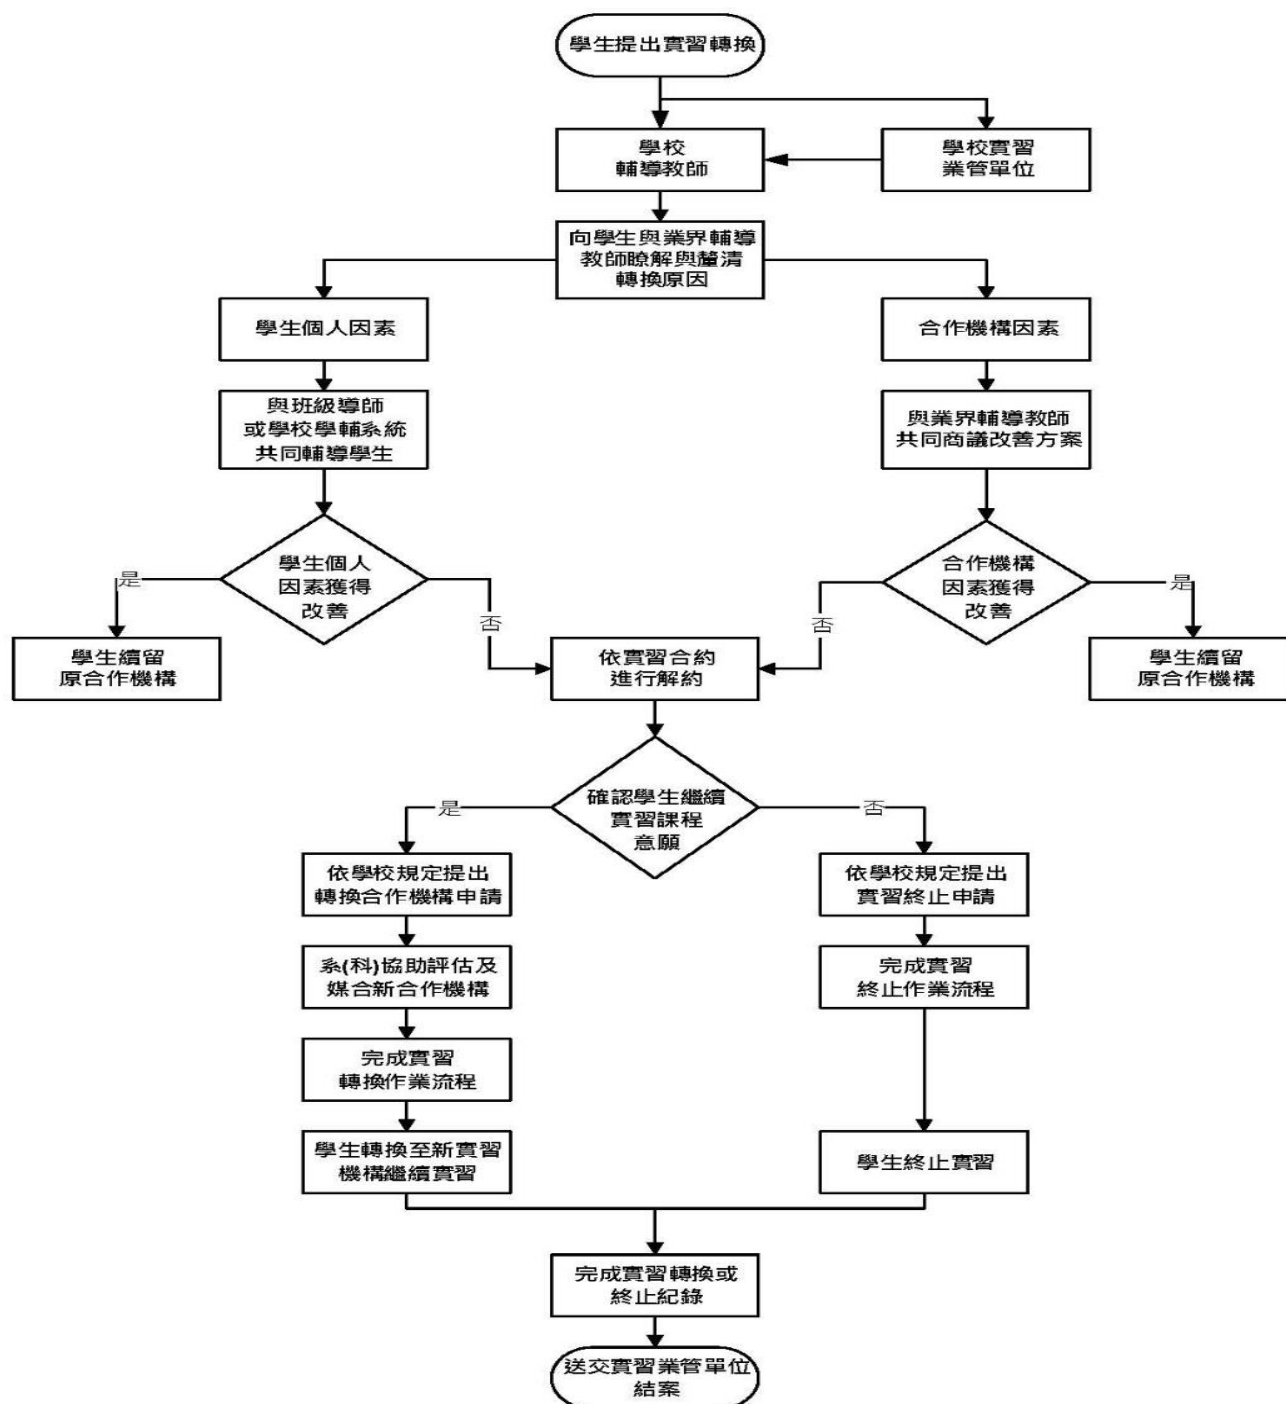 學生提出實習轉換
學校
輔導教師
學校實習
業管單位
向學生與業界輔導
教師瞭解與釐清
轉換原因
學生個人因素
合作機構因素
與班級導師
或學校學輔系統
共同輔導學生
與業界輔導教師
共同商議改善方案
學生個人
因素獲得
改善
合作機構
因素獲得
改善
是
否
否
是
學生續留
原合作機構
依實習合約
進行解約
學生續留
原合作機構
確認學生繼續
實習課程
意願
是
否
依學校規定提出
轉換合作機構申請
依學校規定提出
實習終止申請
系(科)協助評估及
媒合新合作機構
完成實習
終止作業流程
完成實習
轉換作業流程
學生轉換至新實習
機構繼續實習
學生終止實習
完成實習轉換或
終止紀錄
送交實習業管單位
結案